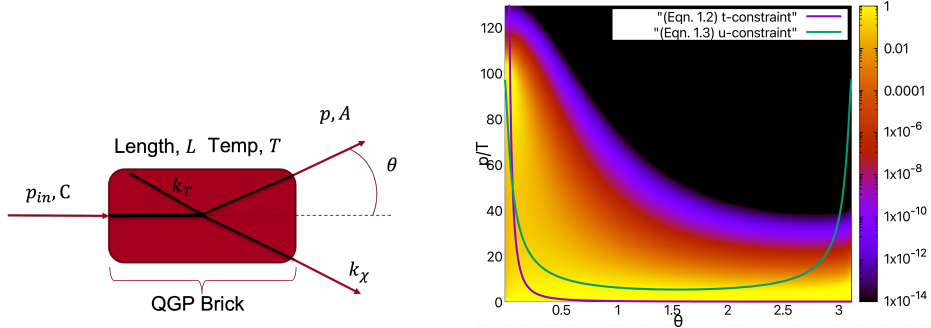 Length, L Temp, T
p, A
θ
p_in, C
k_T
k_χ
QGP Brick
"(Eqn. 1.2) t-constraint"
"(Eqn. 1.3) u-constraint"
p/T
120
100
80
60
40
20
0
0.5 1 1.5 2 2.5 3
θ
1
0.01
0.0001
1x10^-6
1x10^-8
1x10^-10
1x10^-12
1x10^-14